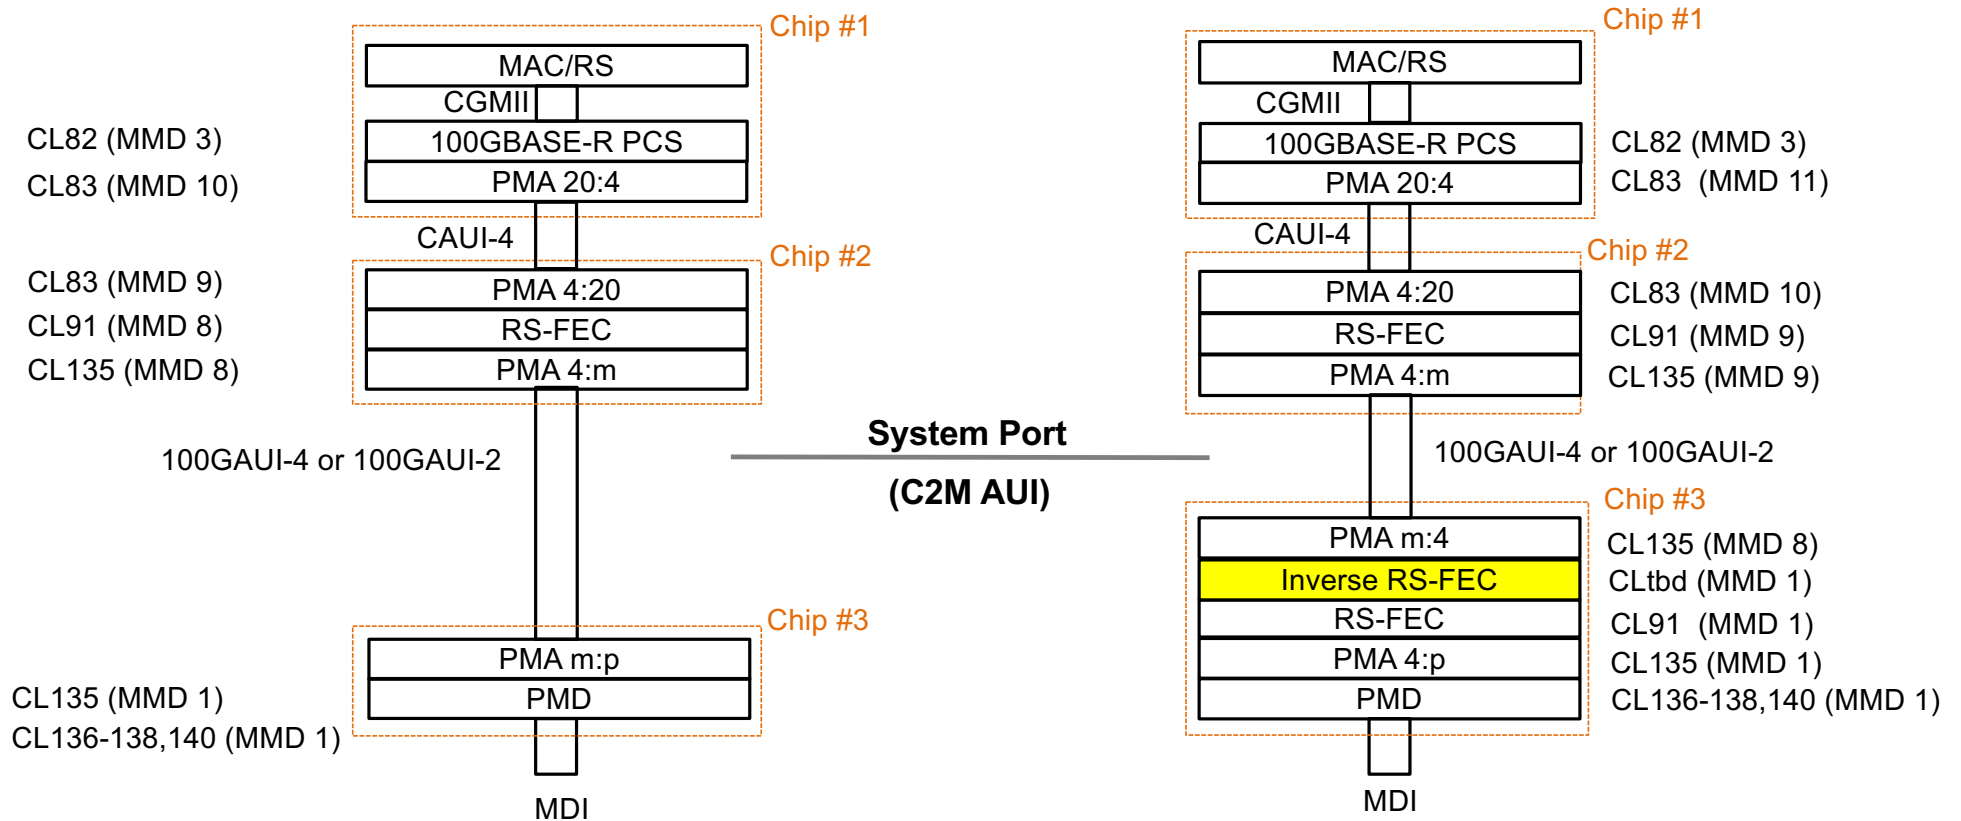 Chip #1
MAC/RS
CGMII
CL82 (MMD 3)
100GBASE-R PCS
CL83 (MMD 10)
PMA 20:4
CAUI-4
Chip #2
CL83 (MMD 9)
PMA 4:20
CL91 (MMD 8)
RS-FEC
CL135 (MMD 8)
PMA 4:m
100GAUI-4 or 100GAUI-2
Chip #3
PMA m:p
CL135 (MMD 1)
PMD
CL136-138,140 (MMD 1)
MDI
System Port
(C2M AUI)
Chip #1
MAC/RS
CGMII
100GBASE-R PCS
CL82 (MMD 3)
PMA 20:4
CL83 (MMD 11)
CAUI-4
Chip #2
PMA 4:20
CL83 (MMD 10)
RS-FEC
CL91 (MMD 9)
PMA 4:m
CL135 (MMD 9)
100GAUI-4 or 100GAUI-2
Chip #3
PMA m:4
CL135 (MMD 8)
Inverse RS-FEC
CLtbd (MMD 1)
RS-FEC
CL91 (MMD 1)
PMA 4:p
CL135 (MMD 1)
PMD
CL136-138,140 (MMD 1)
MDI